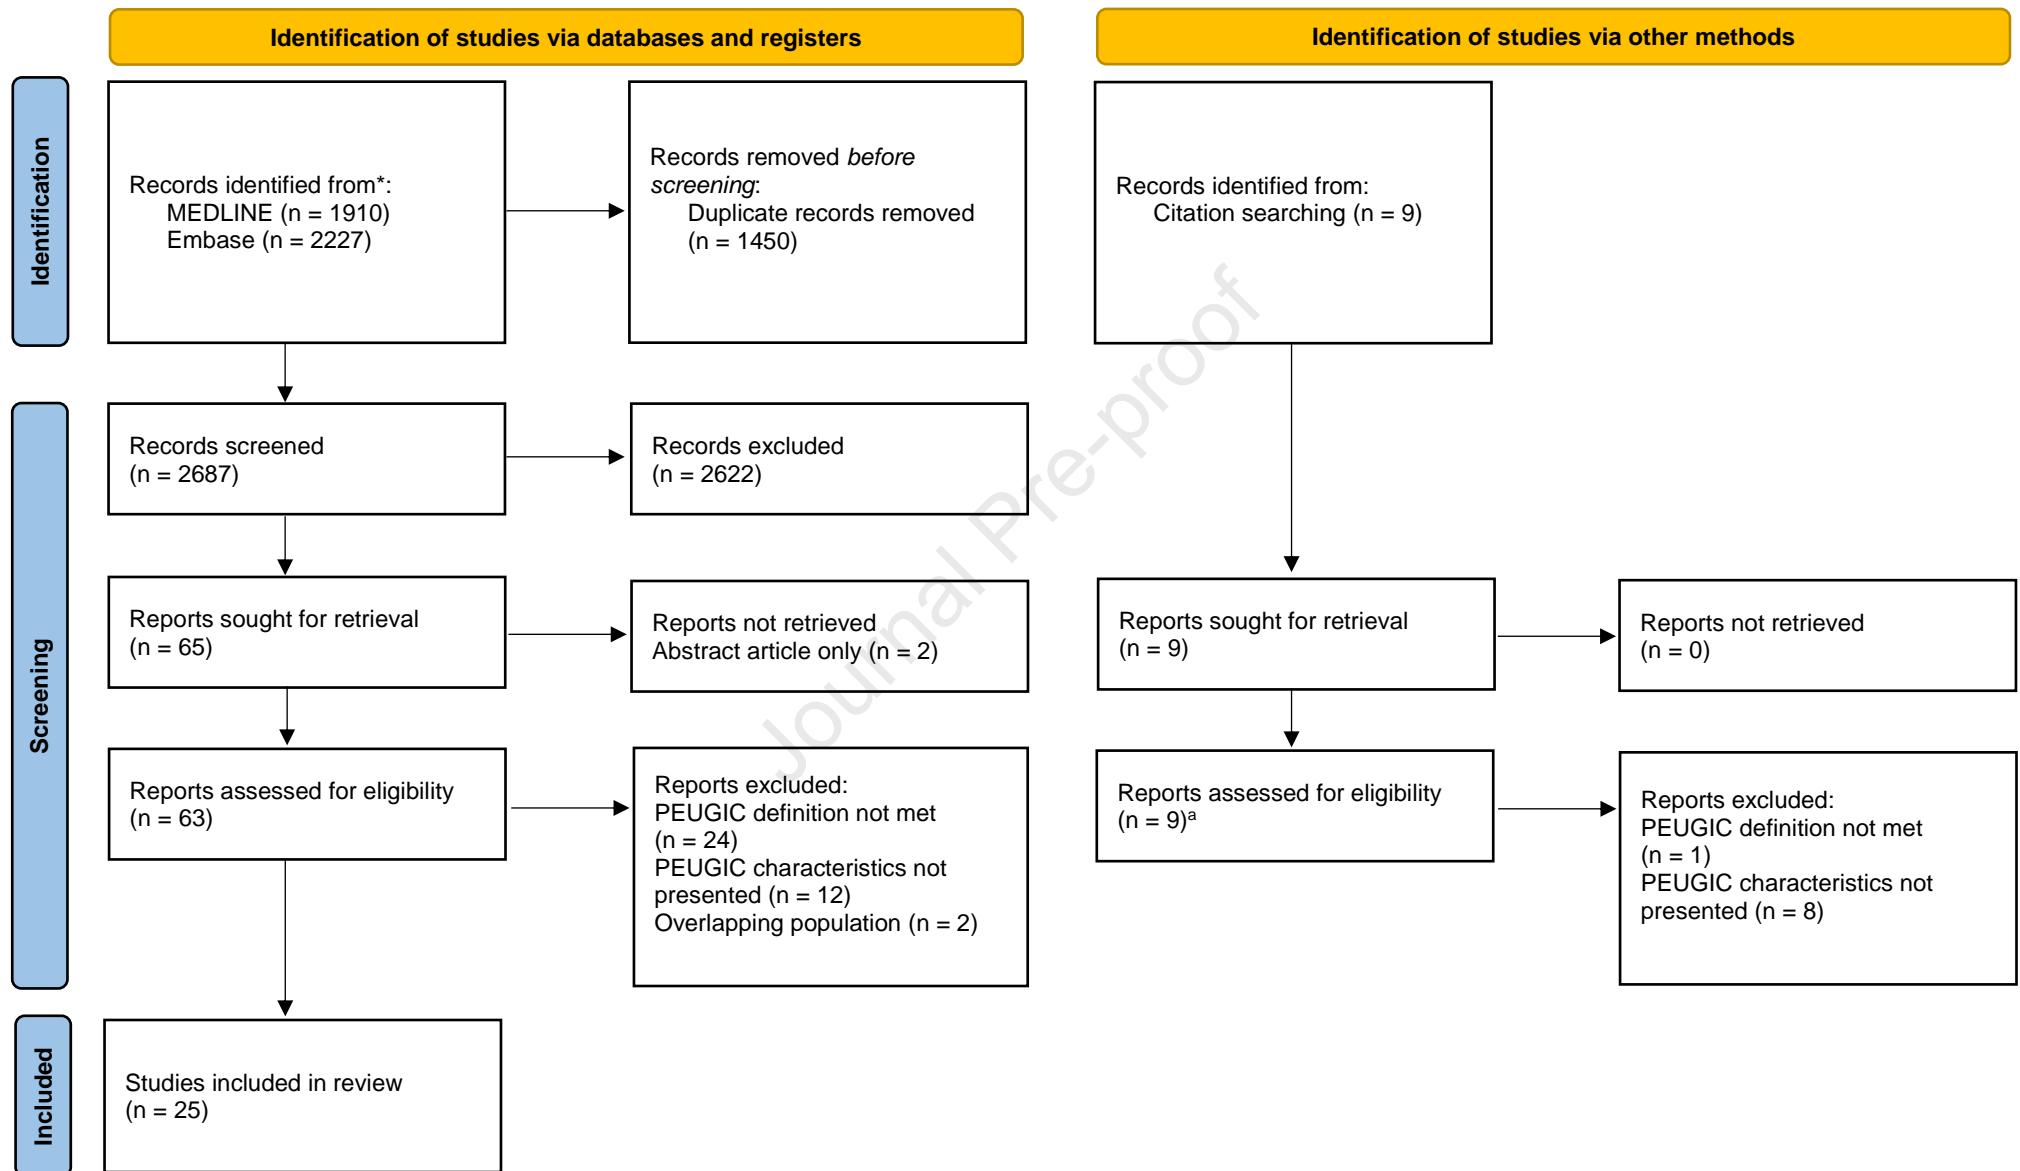 Identification of studies via databases and registers
Identification of studies via other methods
Identification
Records identified from*:
MEDLINE (n = 1910)
Embase (n = 2227)
Records removed before
screening:
Duplicate records removed
(n = 1450)
Records identified from:
Citation searching (n = 9)
Screening
Records screened
(n = 2687)
Records excluded
(n = 2622)
Reports sought for retrieval
(n = 65)
Reports not retrieved
Abstract article only (n = 2)
Reports sought for retrieval
(n = 9)
Reports not retrieved
(n = 0)
Reports assessed for eligibility
(n = 63)
Reports excluded:
PEUGIC definition not met
(n = 24)
PEUGIC characteristics not
presented (n = 12)
Overlapping population (n = 2)
Reports assessed for eligibility
(n = 9)ᵃ
Reports excluded:
PEUGIC definition not met
(n = 1)
PEUGIC characteristics not
presented (n = 8)
Included
Studies included in review
(n = 25)
Journal Pre-proof